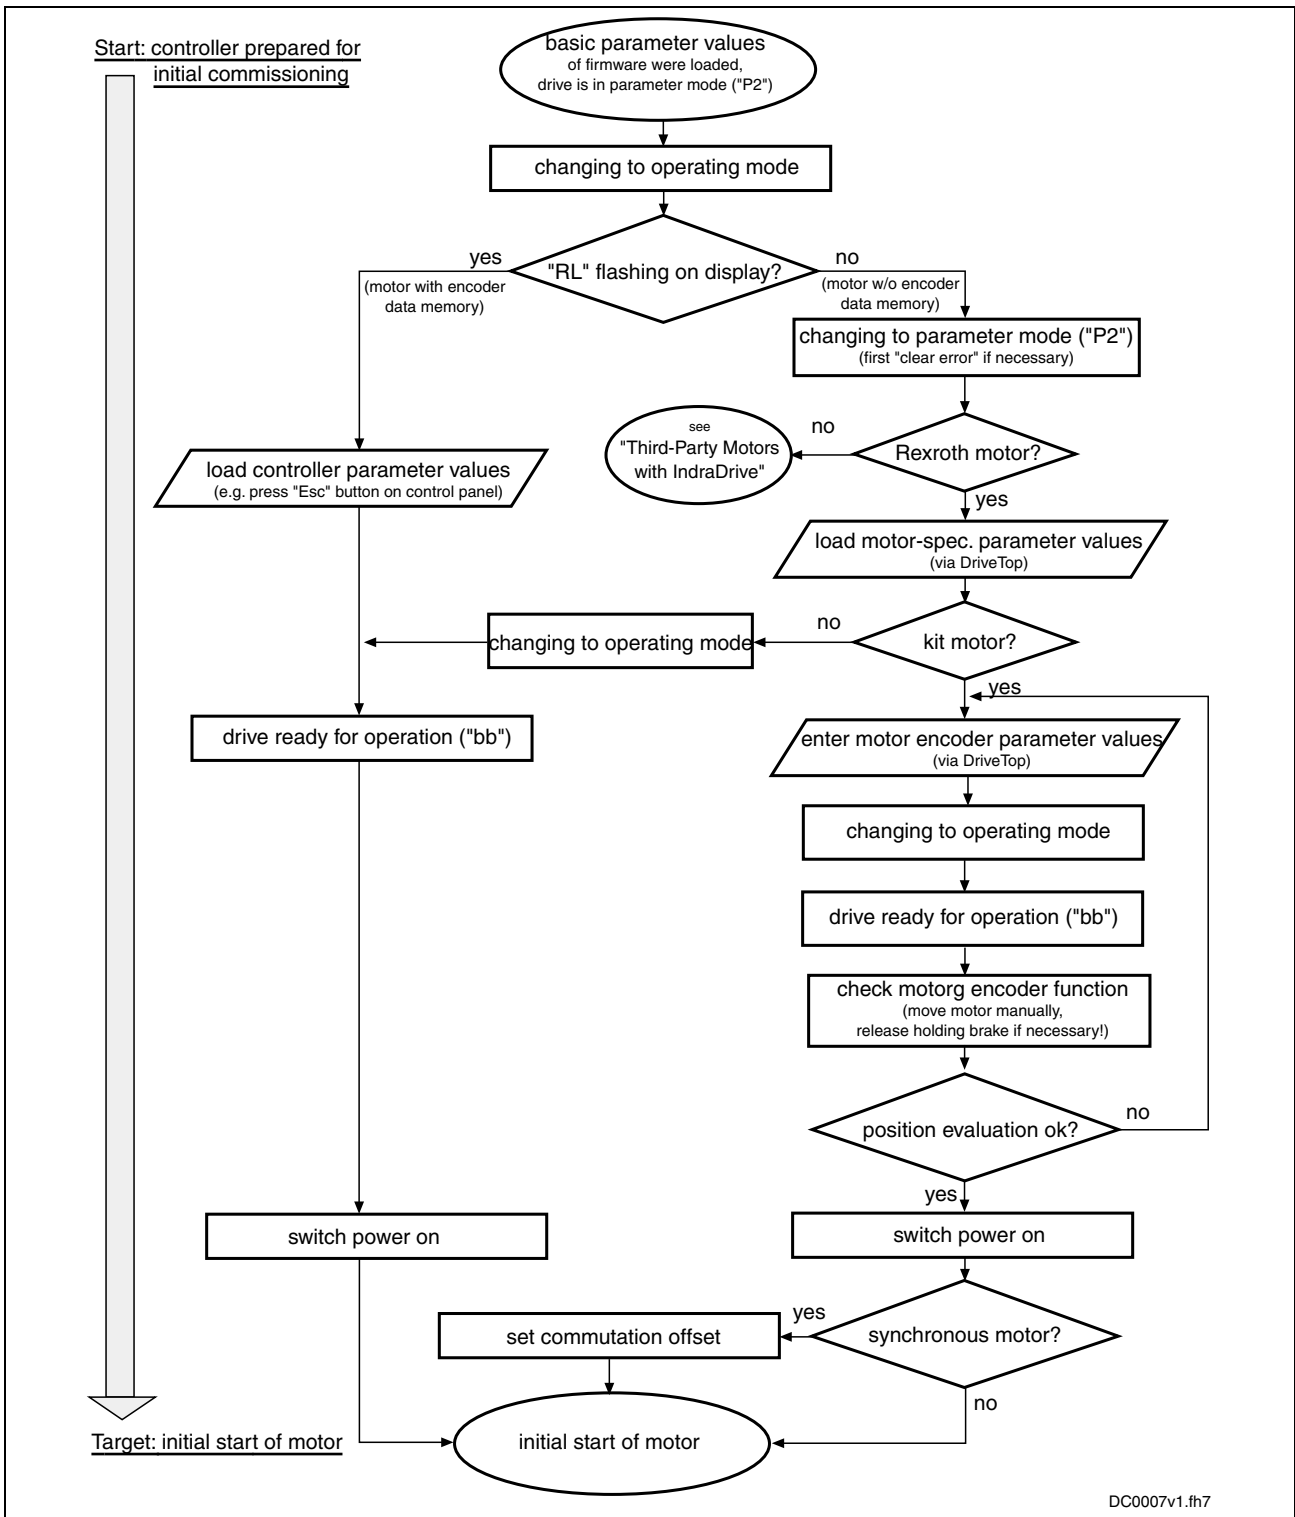 Start: controller prepared for
initial commissioning
basic parameter values
of firmware were loaded,
drive is in parameter mode ("P2")
changing to operating mode
"RL" flashing on display?
yes
(motor with encoder
data memory)
no
(motor w/o encoder
data memory)
changing to parameter mode ("P2")
(first "clear error" if necessary)
Rexroth motor?
no
see
"Third-Party Motors
with IndraDrive"
yes
load controller parameter values
(e.g. press "Esc" button on control panel)
load motor-spec. parameter values
(via DriveTop)
kit motor?
no
changing to operating mode
yes
drive ready for operation ("bb")
enter motor encoder parameter values
(via DriveTop)
changing to operating mode
drive ready for operation ("bb")
check motorg encoder function
(move motor manually,
release holding brake if necessary!)
position evaluation ok?
no
yes
switch power on
switch power on
synchronous motor?
yes
set commutation offset
no
initial start of motor
Target: initial start of motor
DC0007v1.fh7